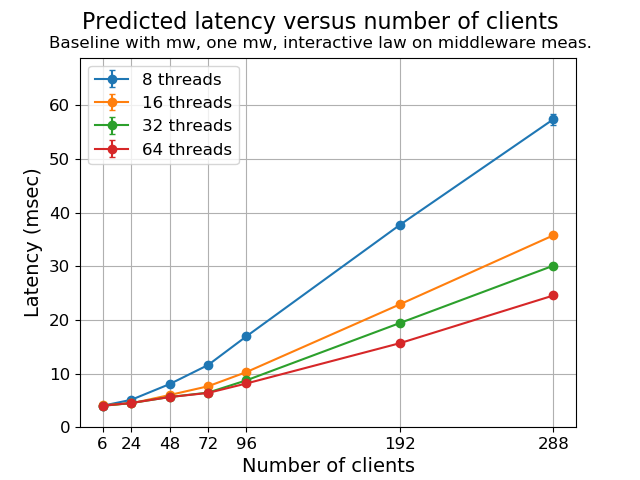 Predicted latency versus number of clients
Baseline with mw, one mw, interactive law on middleware meas.
8 threads
16 threads
32 threads
64 threads
Latency (msec)
60
50
40
30
20
10
0
6 24 48 72 96 192 288
Number of clients